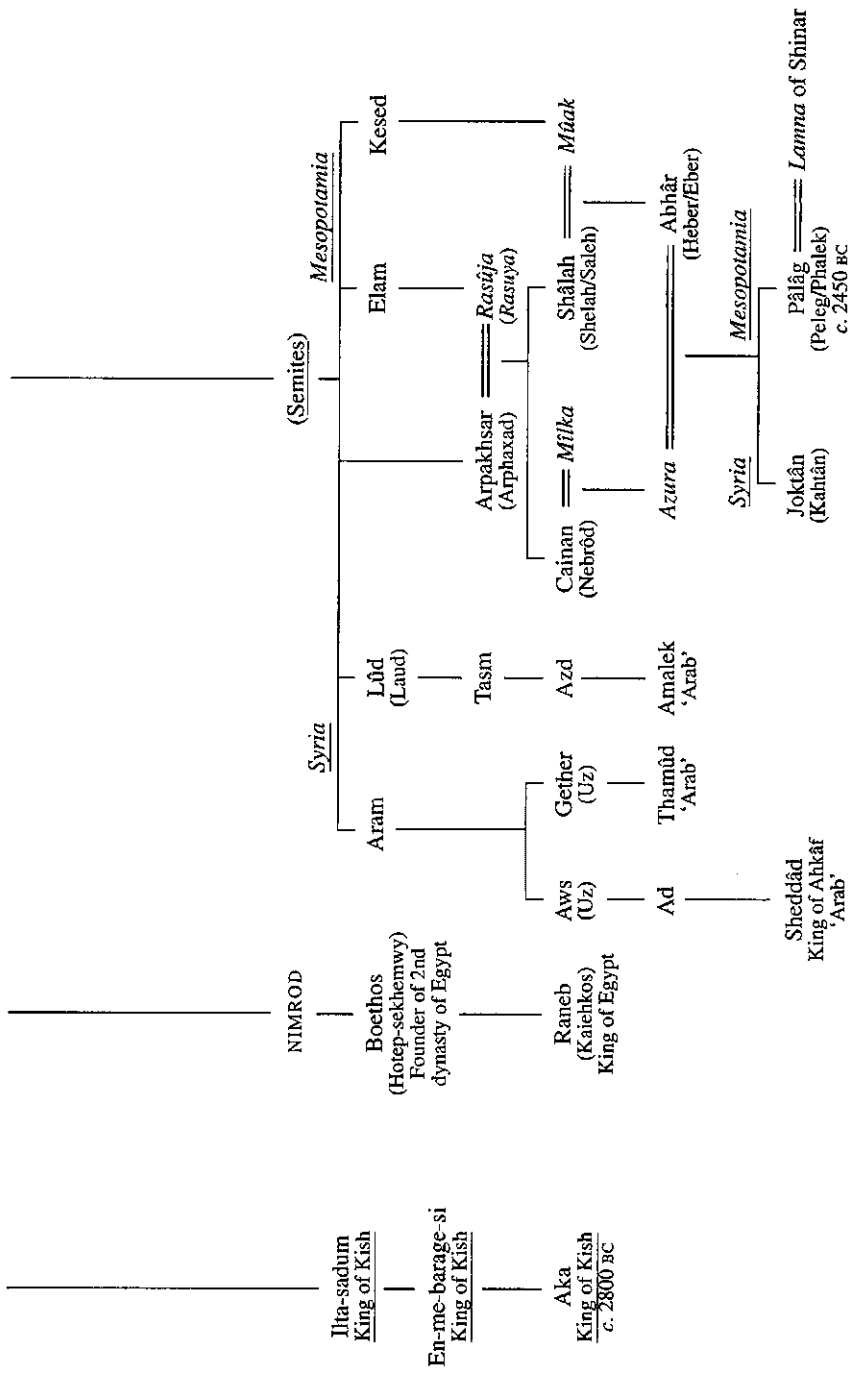 Ilta-sadum
King of Kish
En-me-barage-si
King of Kish
Aka
King of Kish
c. 2800 BC
NIMROD
Boethos
(Hotep-sekhemwy)
Founder of 2nd
dynasty of Egypt
Raneb
(Kaiehkos)
King of Egypt
(Semites)
Syria
Mesopotamia
Aram
Lûd
(Laud)
Elam
Kesed
Tasm
Arpakhsar
(Arphaxad)
Rasûja
(Rasuya)
Aws
(Uz)
Gether
(Uz)
Azd
Cainan
(Nebrôd)
Mîlka
Shâlah
(Shelah/Saleh)
Mûak
Ad
Thamûd
‘Arab’
Amalek
‘Arab’
Azura
Abhâr
(Heber/Eber)
Sheddâd
King of Ahkâf
‘Arab’
Syria
Mesopotamia
Joktân
(Kahtân)
Pâlâg
(Peleg/Phalek)
c. 2450 BC
Lamna of Shinar